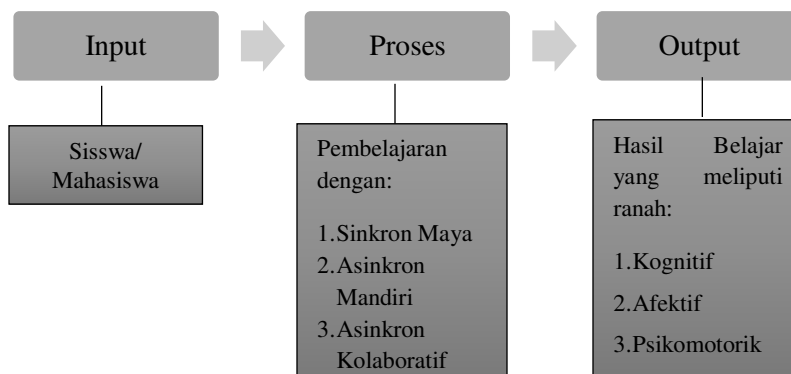 Input
Proses
Output
Sisswa/
Mahasiswa
Pembelajaran
dengan:
1.Sinkron Maya
2.Asinkron
Mandiri
3.Asinkron
Kolaboratif
Hasil Belajar
yang meliputi
ranah:
1.Kognitif
2.Afektif
3.Psikomotorik